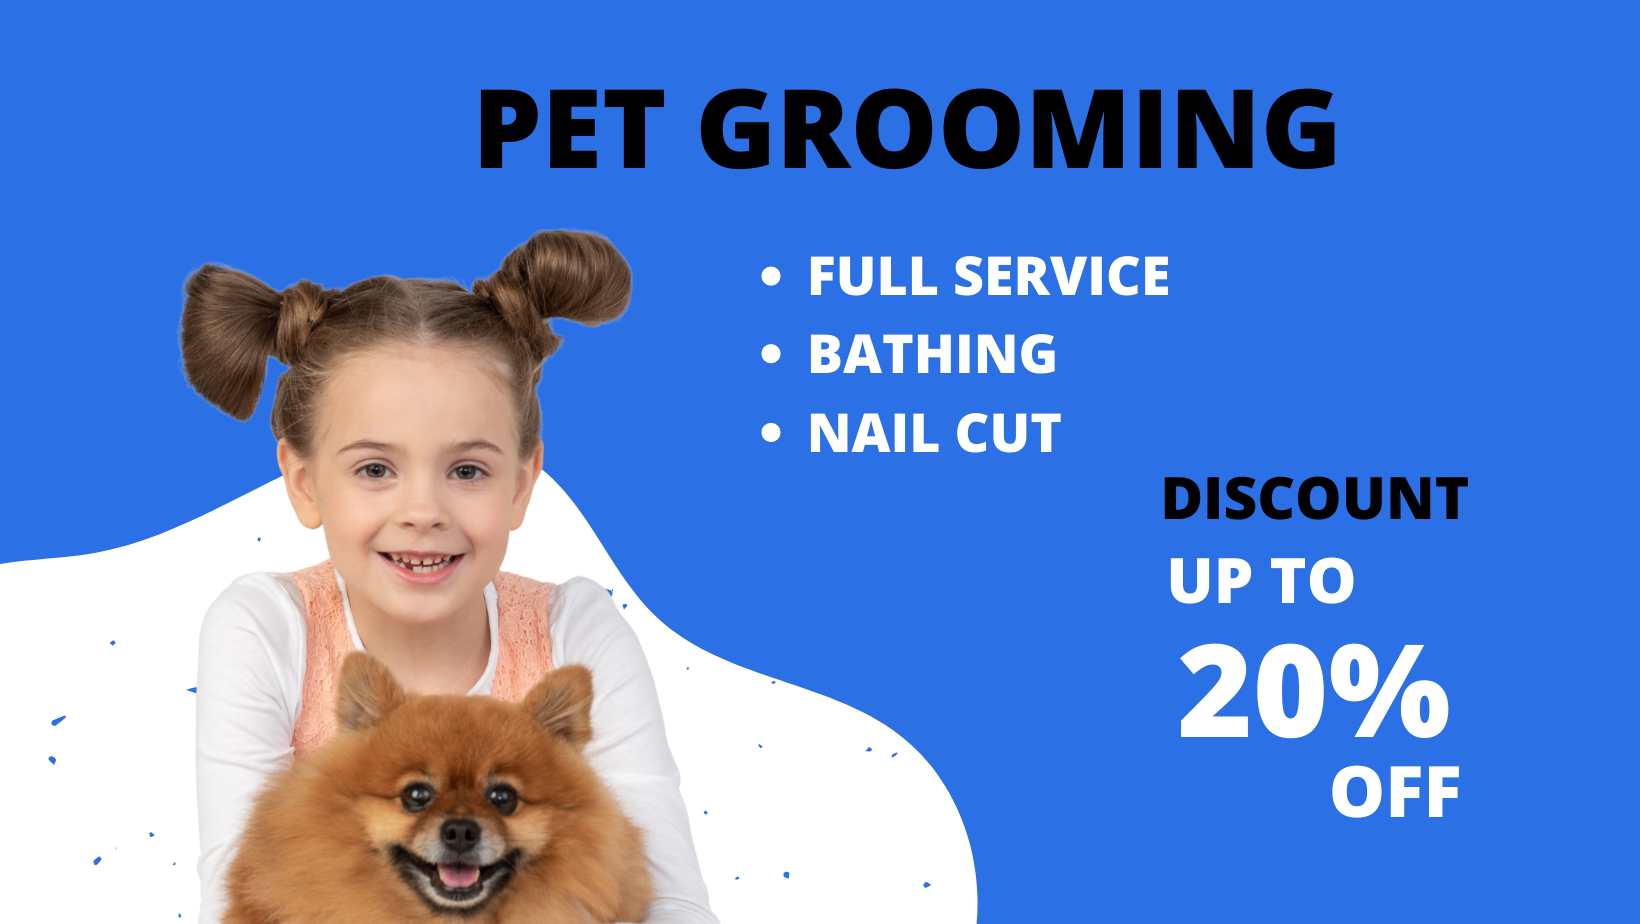 PET GROOMING
• FULL SERVICE
• BATHING
• NAIL CUT
DISCOUNT
UP TO
20%
OFF